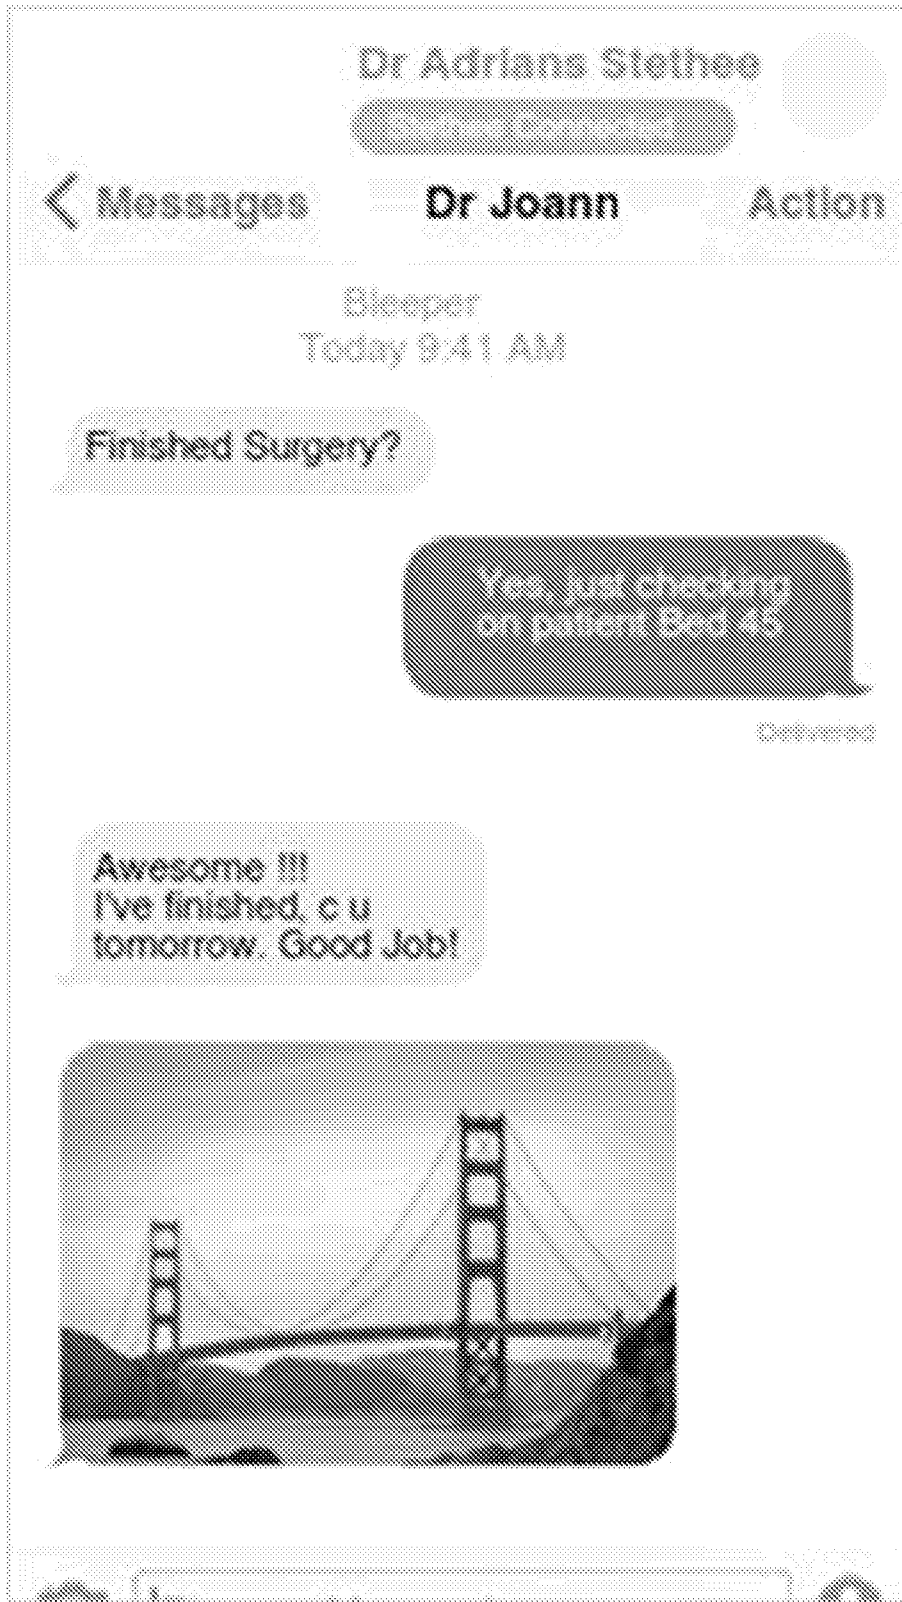 Dr Adrians Stethee
Messages
Dr Joann
Action
Bleeper
Today 9:41 AM
Finished Surgery?
Yes, just checking
on patient Bed 45
Delivered
Awesome !!!
I've finished, c u
tomorrow. Good Job!